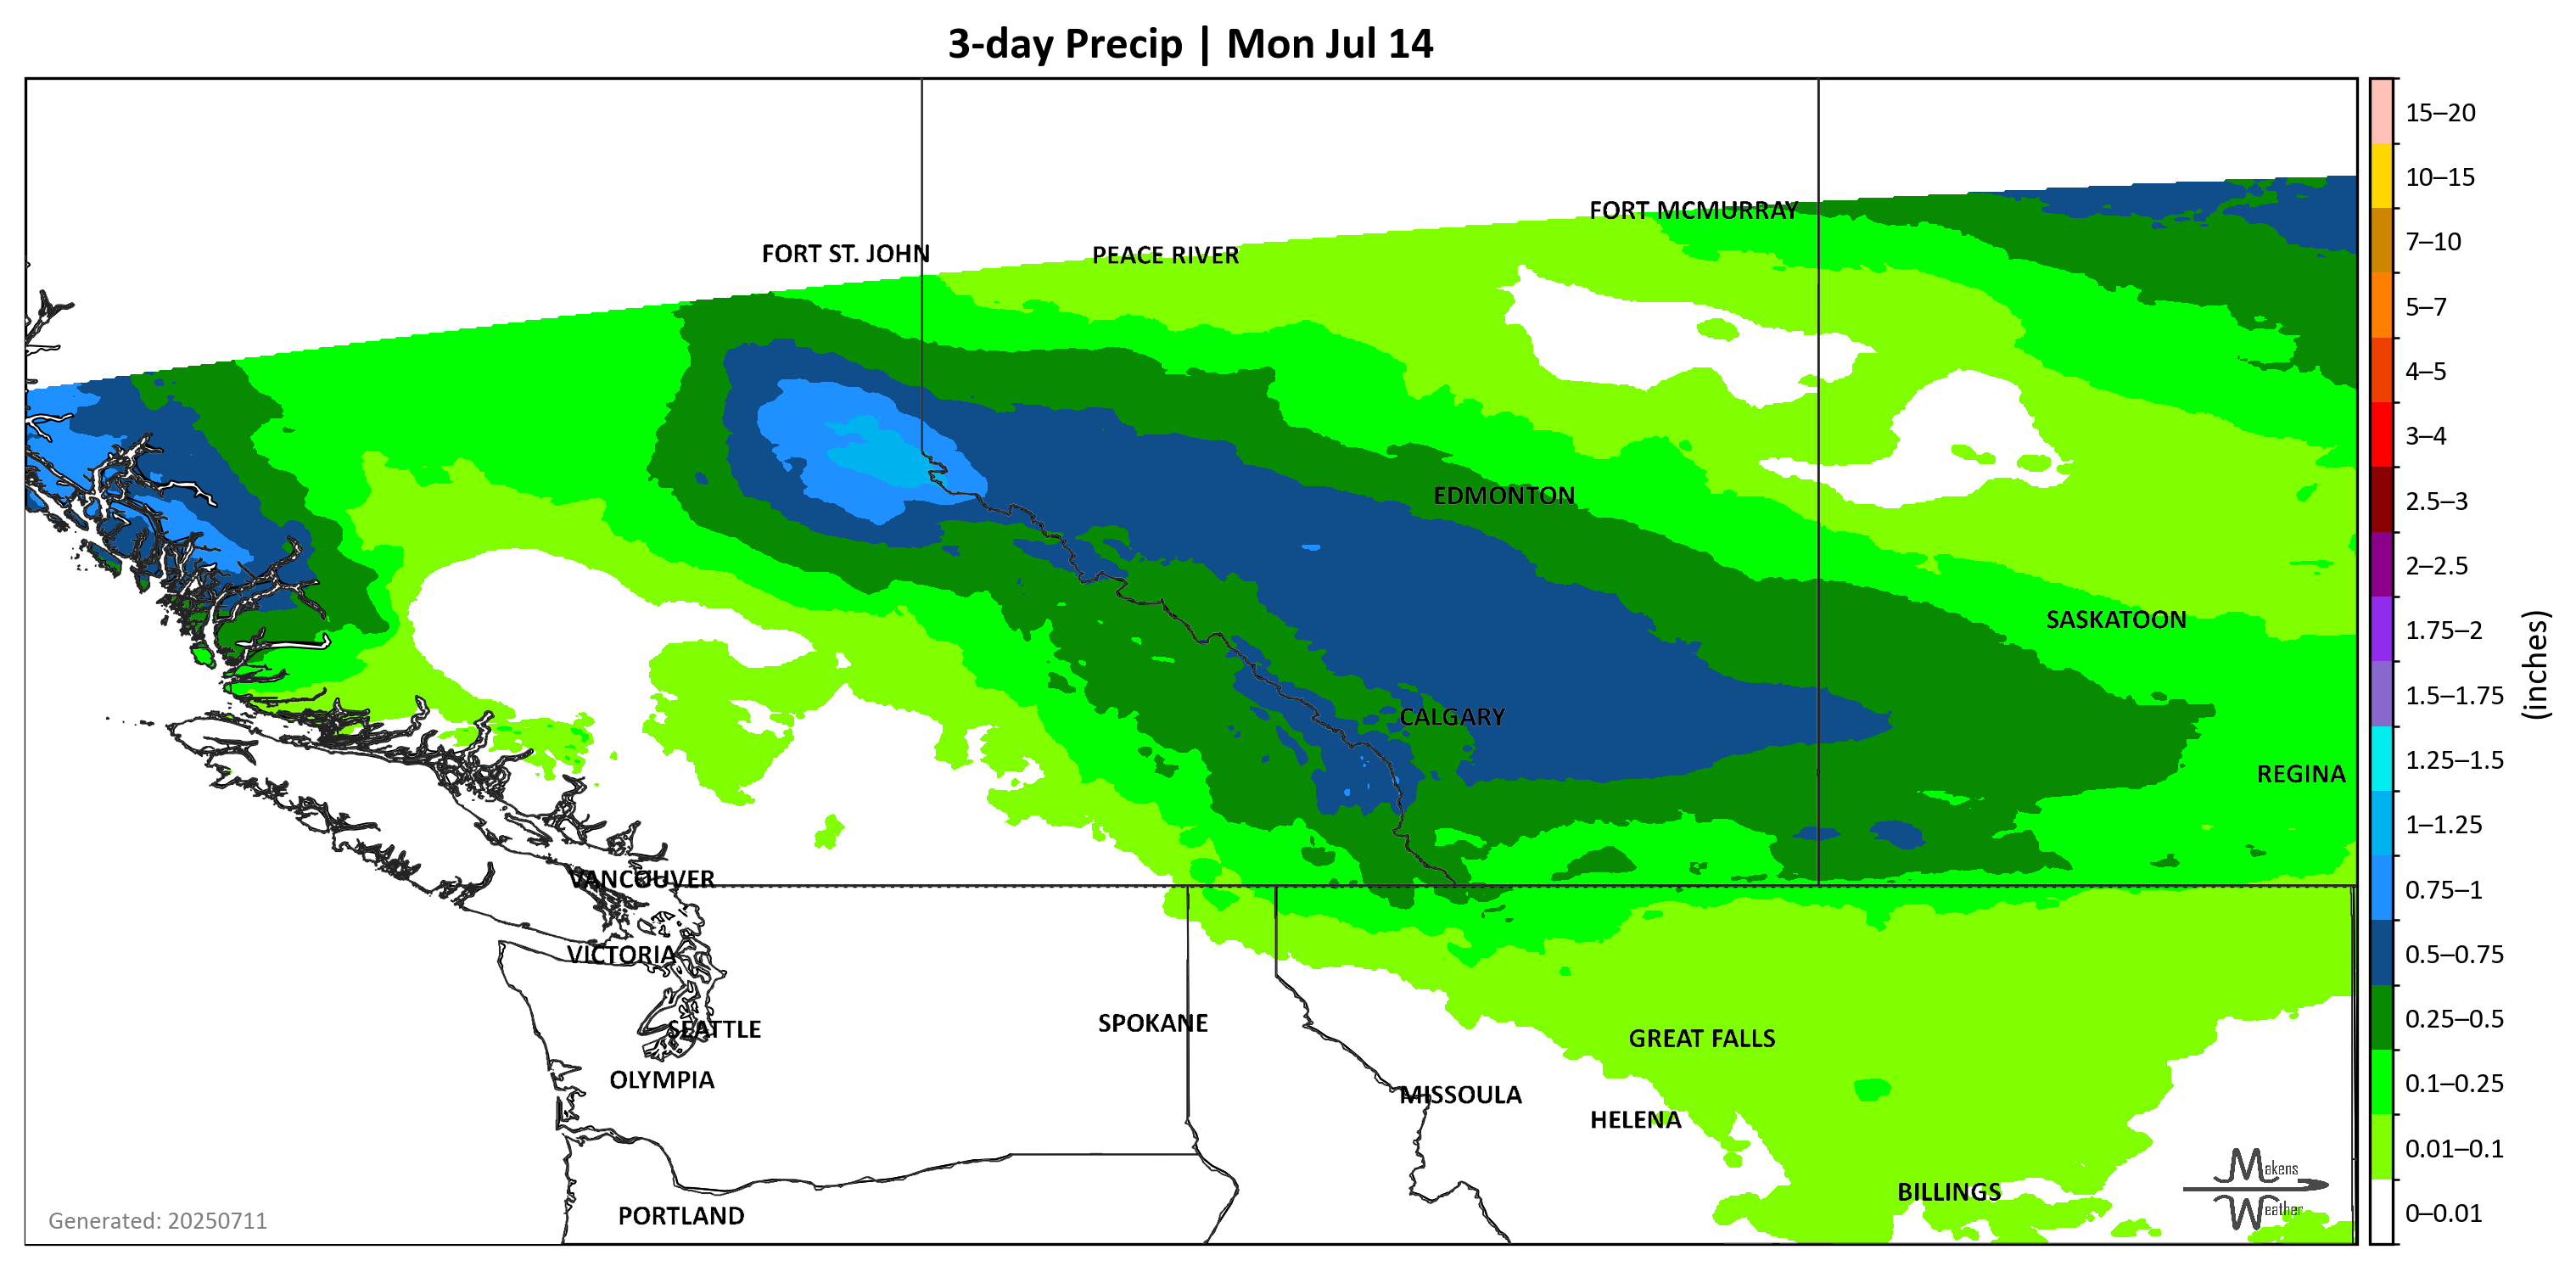 3-day Precip | Mon Jul 14
15–20
10–15
FORT MCMURRAY
7–10
FORT ST. JOHN
PEACE RIVER
5–7
4–5
3–4
EDMONTON
2.5–3
2–2.5
SASKATOON
1.75–2
(inches)
1.5–1.75
CALGARY
1.25–1.5
REGINA
1–1.25
VANCOUVER
0.75–1
VICTORIA
0.5–0.75
SPOKANE
SEATTLE
0.25–0.5
GREAT FALLS
OLYMPIA
0.1–0.25
MISSOULA
HELENA
0.01–0.1
Makens
Weather
BILLINGS
PORTLAND
0–0.01
Generated: 20250711